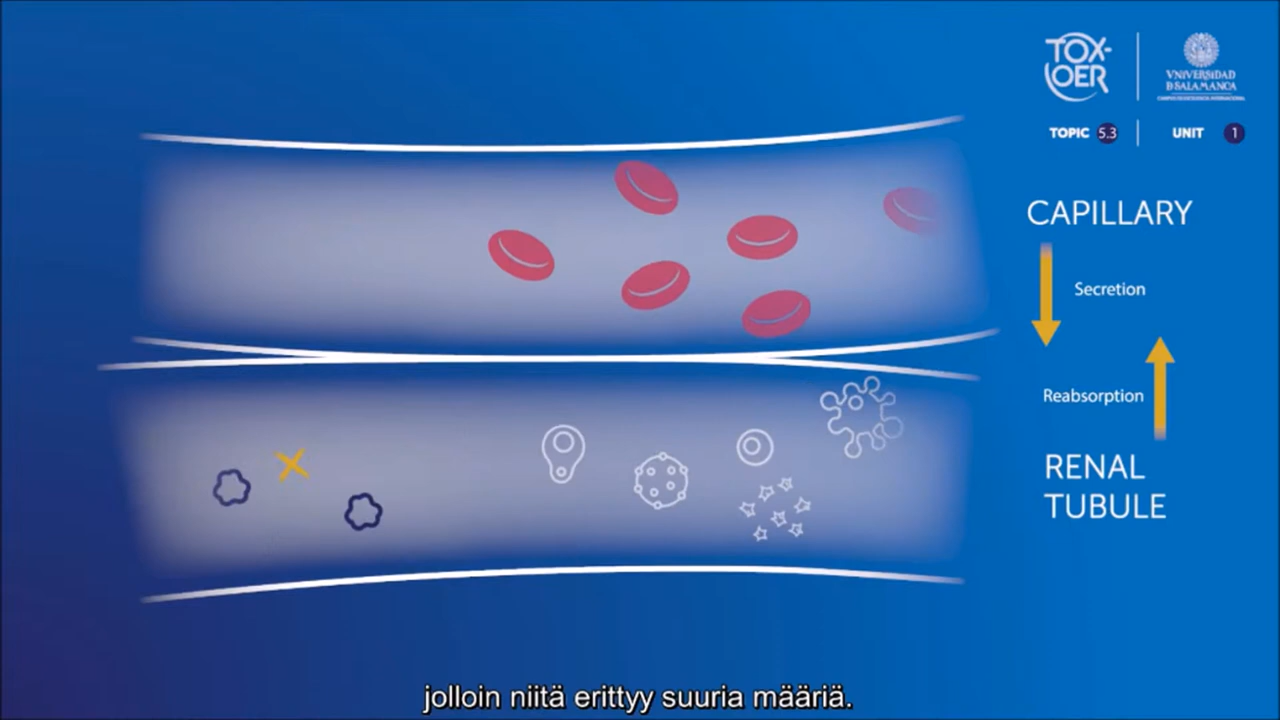 TOX-
OER
VNIVERSIDAD
D SALAMANCA
TOPIC 5.3
UNIT 1
CAPILLARY
Secretion
Reabsorption
RENAL
TUBULE
jolloin niitä erittyy suuria määriä.